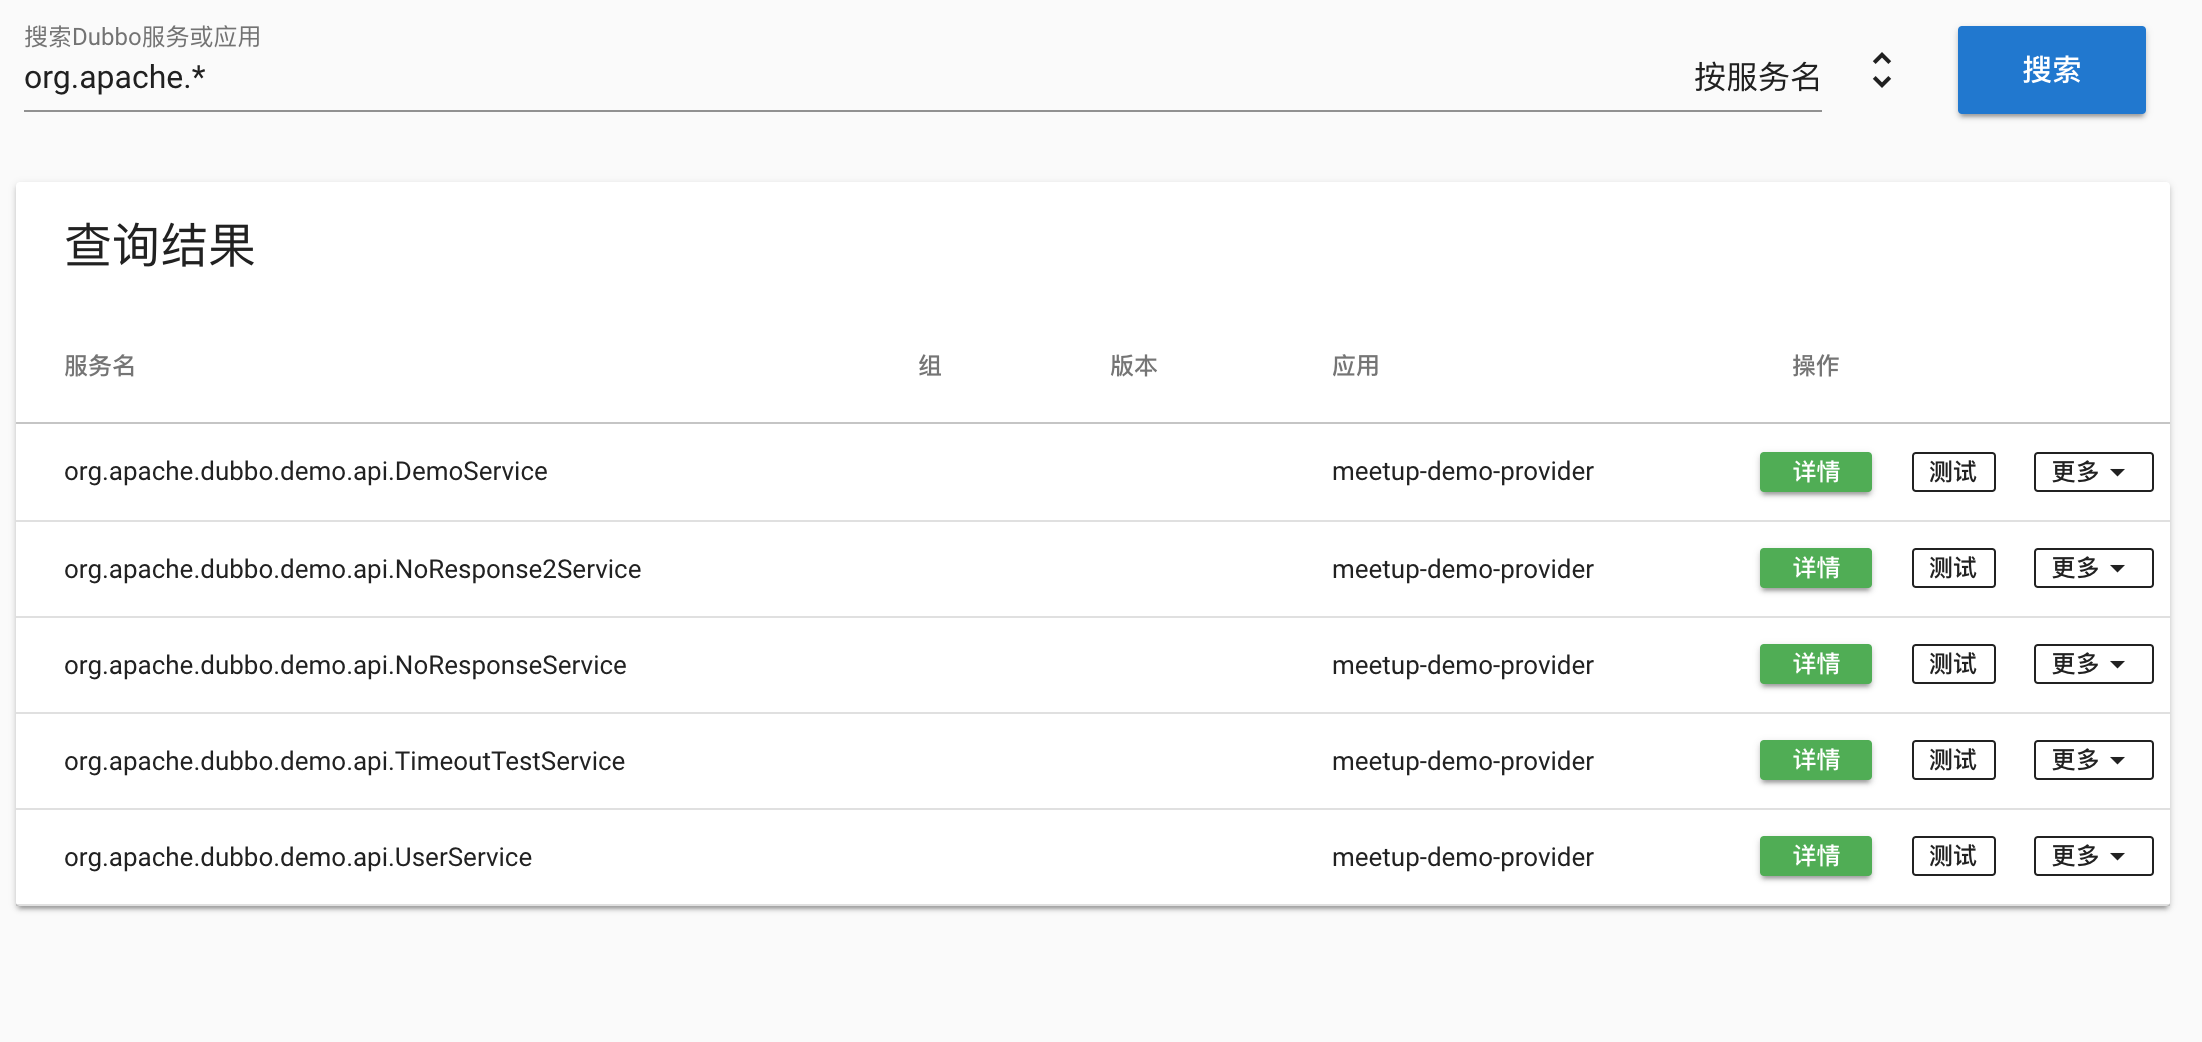 搜索Dubbo服务或应用
org.apache.* 按服务名 搜索
查询结果
服务名 组 版本 应用 操作
org.apache.dubbo.demo.api.DemoService meetup-demo-provider 详情 测试 更多
org.apache.dubbo.demo.api.NoResponse2Service meetup-demo-provider 详情 测试 更多
org.apache.dubbo.demo.api.NoResponseService meetup-demo-provider 详情 测试 更多
org.apache.dubbo.demo.api.TimeoutTestService meetup-demo-provider 详情 测试 更多
org.apache.dubbo.demo.api.UserService meetup-demo-provider 详情 测试 更多